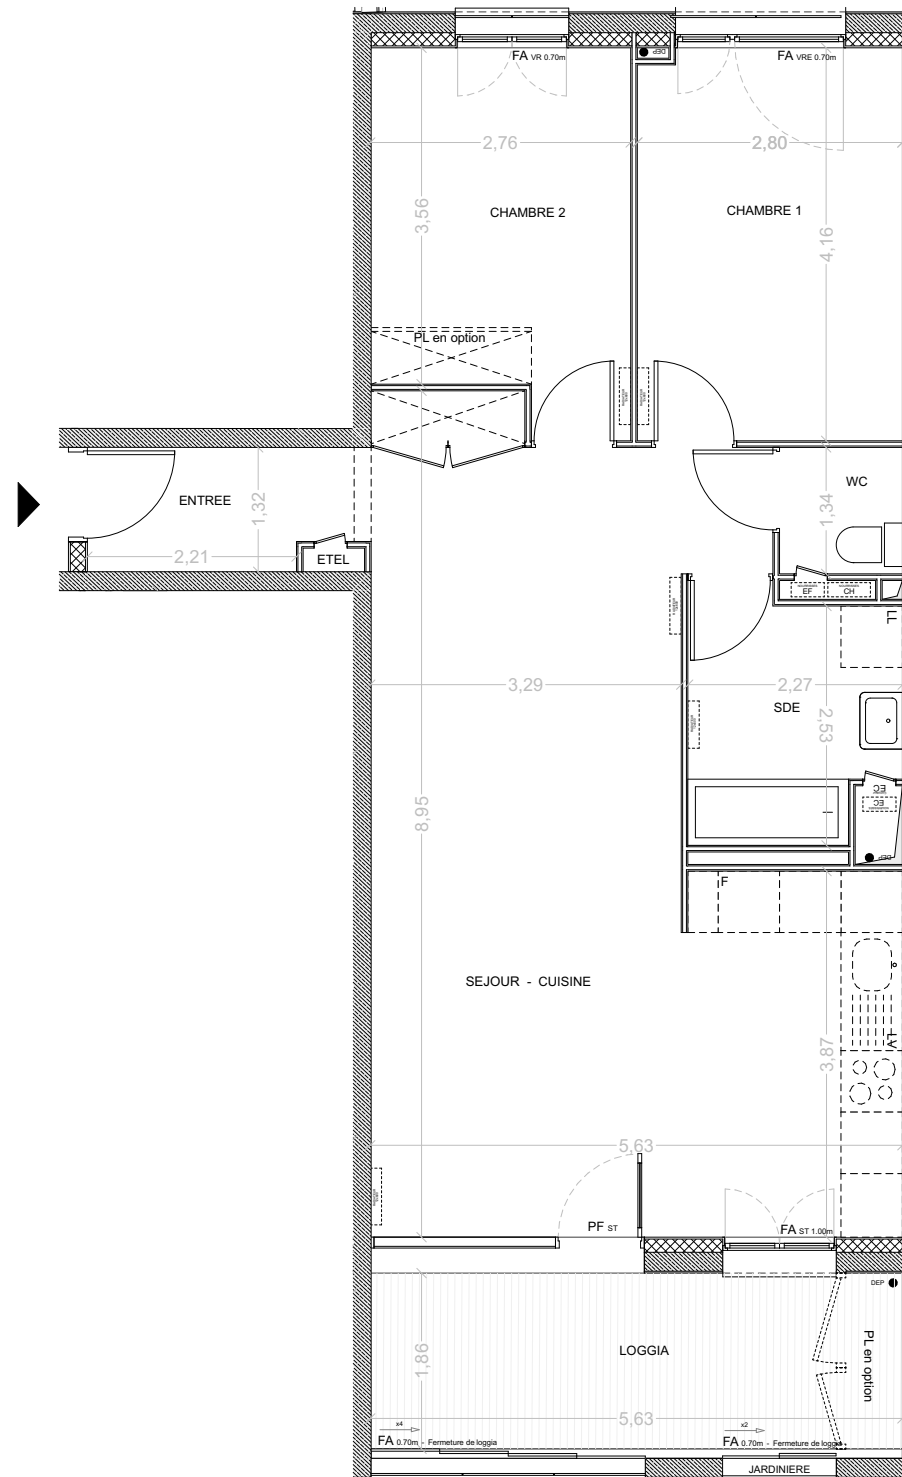 FA VR 0.70m
DEP
FA VRE 0.70m
2,76
2,80
3,56
CHAMBRE 2
CHAMBRE 1
4,16
PL en option
ENTREE
1,32
2,21
ETEL
WC
1,34
EF
CH
LL
3,29
2,27
SDE
2,53
8,95
EC
EC
DEP
F
SEJOUR - CUISINE
LV
3,87
5,63
PF ST
FA ST 1.00m
DEP
LOGGIA
1,86
PL en option
5,63
x4
x2
FA 0.70m - Fermeture de loggia
FA 0.70m - Fermeture de loggia
JARDINIERE